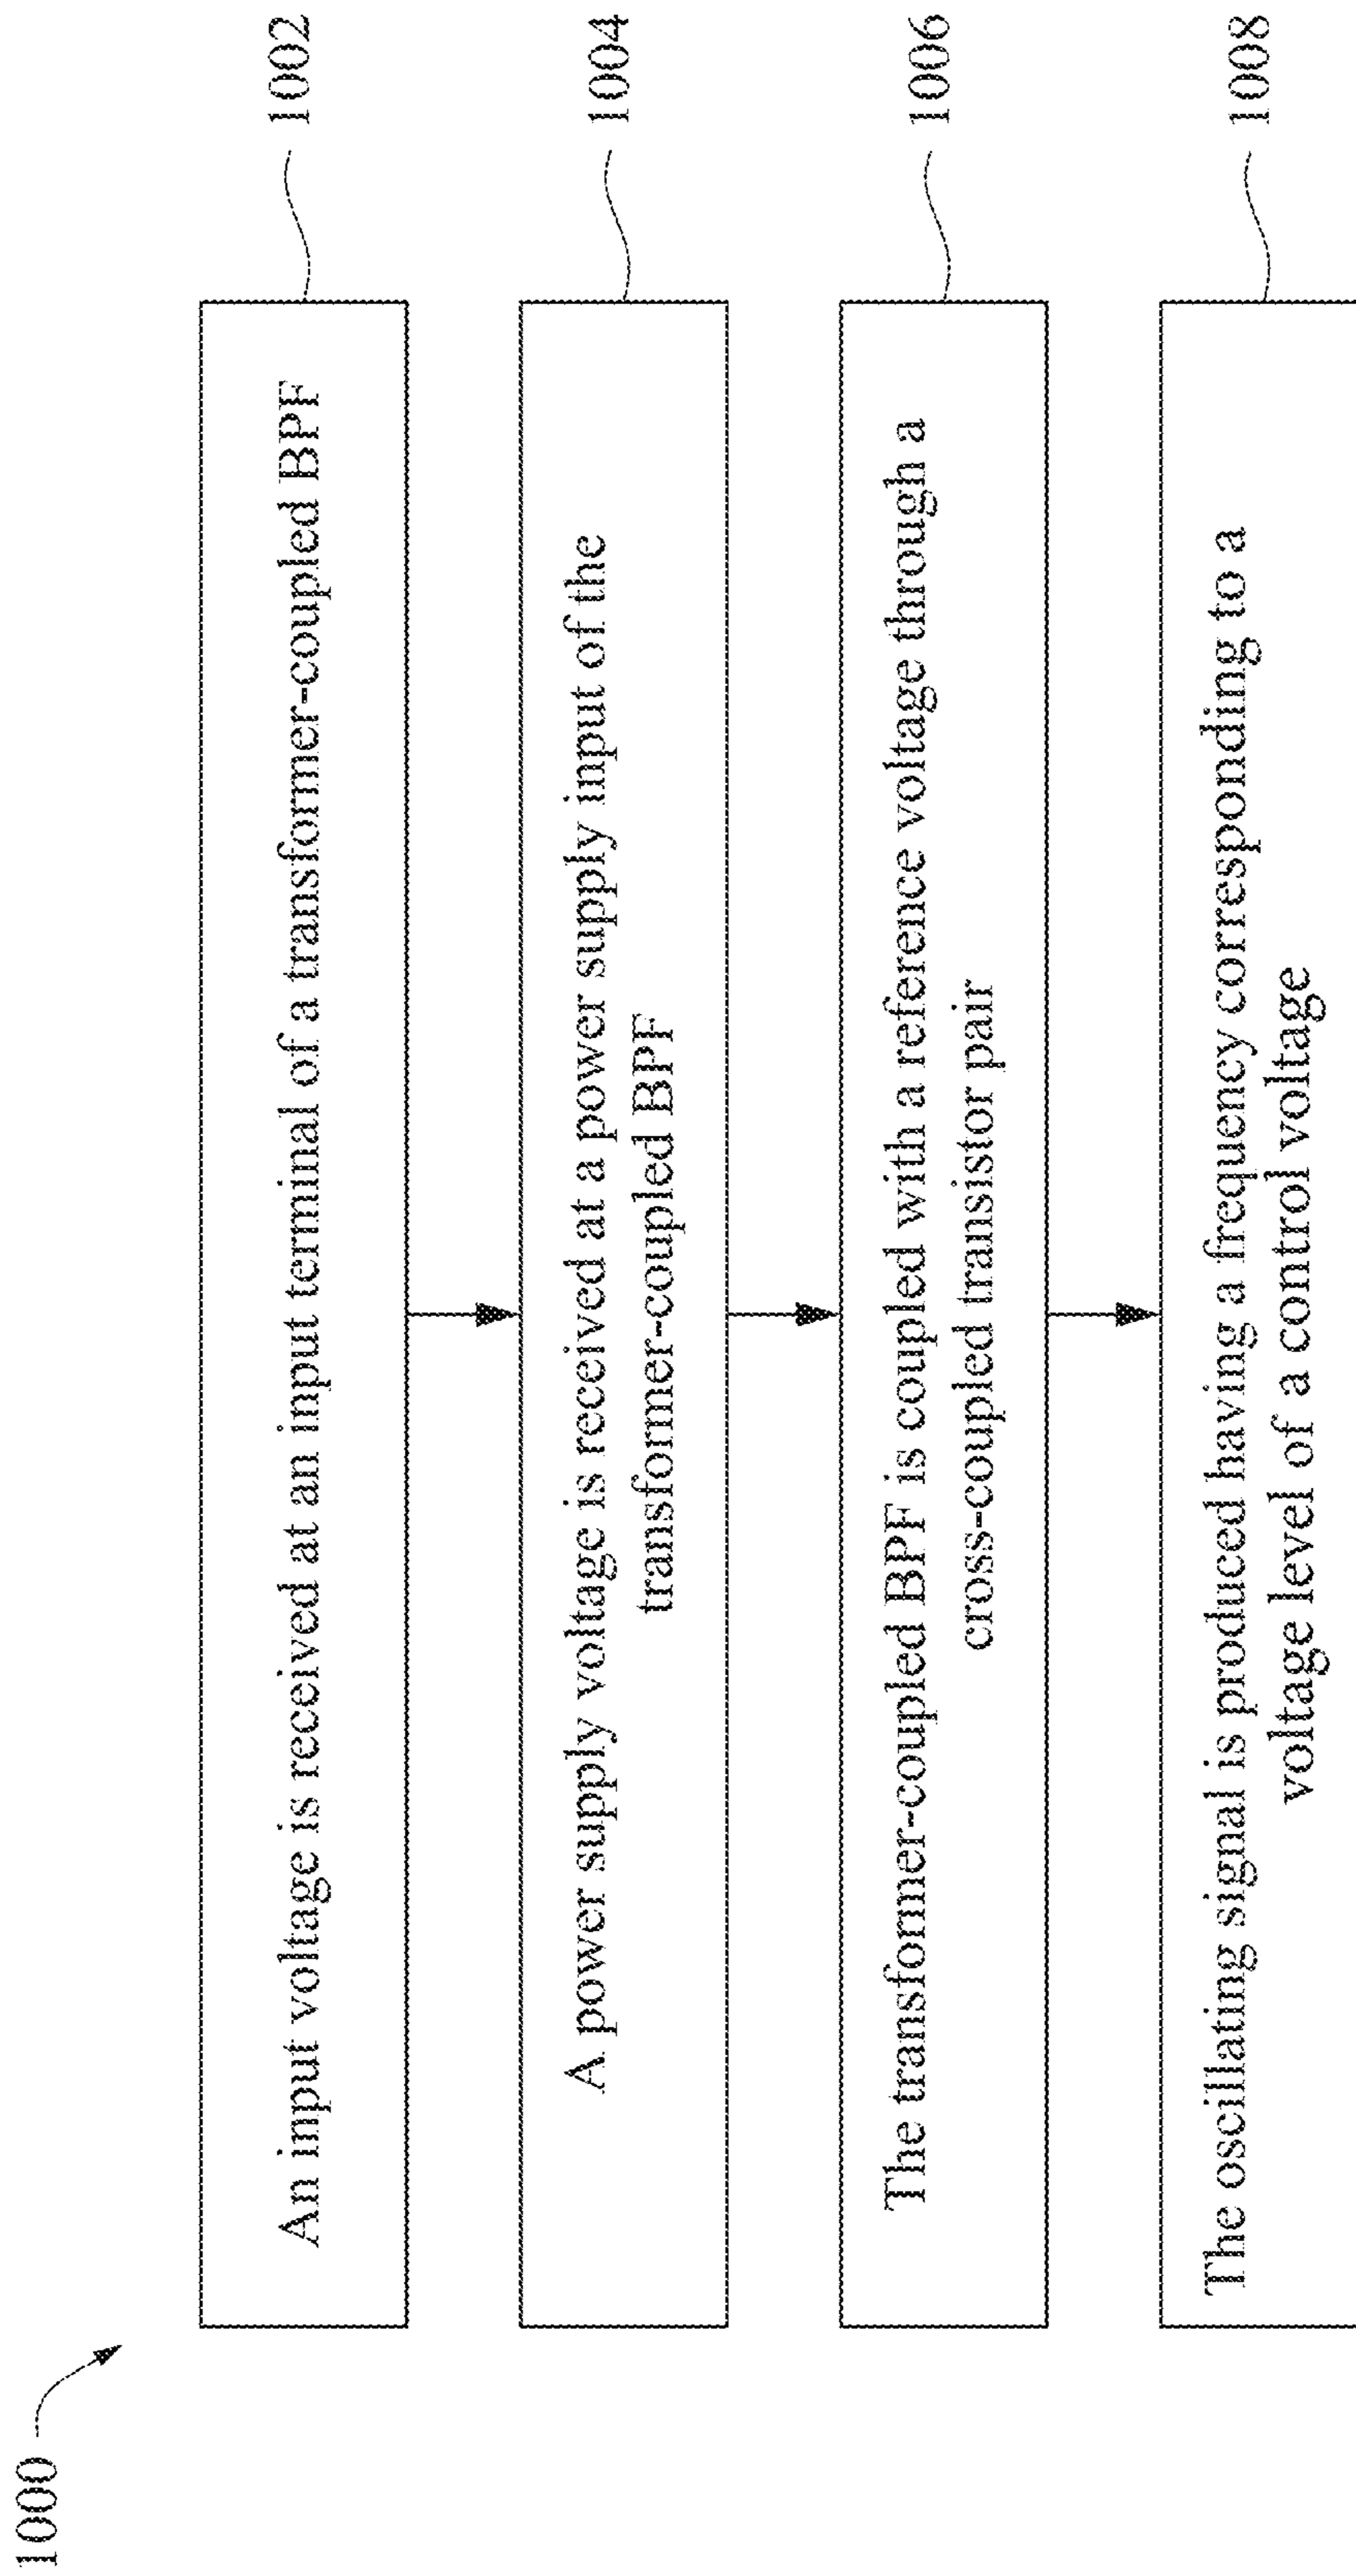 1000
An input voltage is received at an input terminal of a transformer-coupled BPF
1002
A power supply voltage is received at a power supply input of the
transformer-coupled BPF
1004
The transformer-coupled BPF is coupled with a reference voltage through a
cross-coupled transistor pair
1006
The oscillating signal is produced having a frequency corresponding to a
voltage level of a control voltage
1008